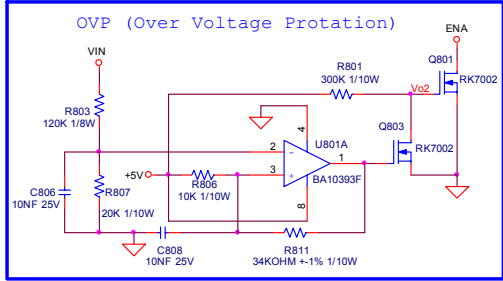 OVP (Over Voltage Protation)
ENA
VIN
Q801
R801
300K 1/10W
Vo2
RK7002
R803
120K 1/8W
Q803
4
U801A
RK7002
2
-
1
+5V
3
+
BA10393F
C806
10NF 25V
R807
R806
10K 1/10W
20K 1/10W
8
C808
10NF 25V
R811
34KOHM +-1% 1/10W